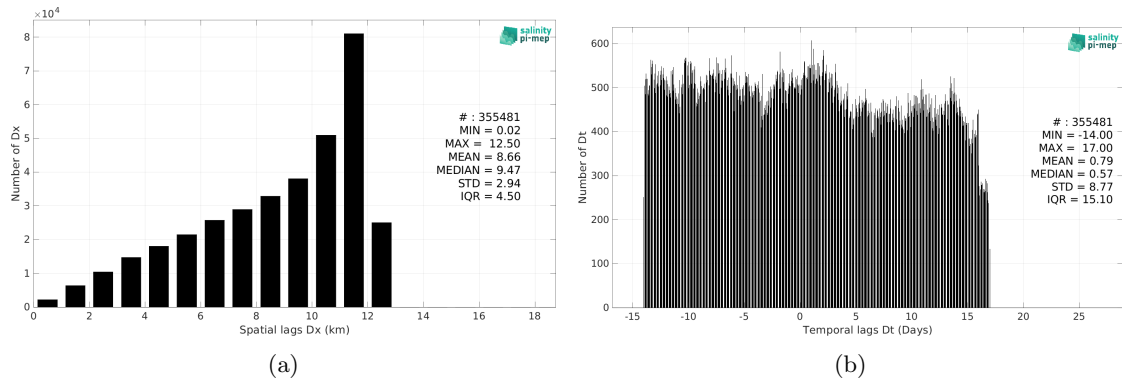 ×10⁴
8
7
6
5
4
3
2
1
0
Number of Dx
0 2 4 6 8 10 12 14 16 18
Spatial lags Dx (km)
salinity
pi-mep
# : 355481
MIN = 0.02
MAX = 12.50
MEAN = 8.66
MEDIAN = 9.47
STD = 2.94
IQR = 4.50
(a)
600
500
400
300
200
100
0
Number of Dt
-15 -10 -5 0 5 10 15 20 25
Temporal lags Dt (Days)
salinity
pi-mep
# : 355481
MIN = -14.00
MAX = 17.00
MEAN = 0.79
MEDIAN = 0.57
STD = 8.77
IQR = 15.10
(b)